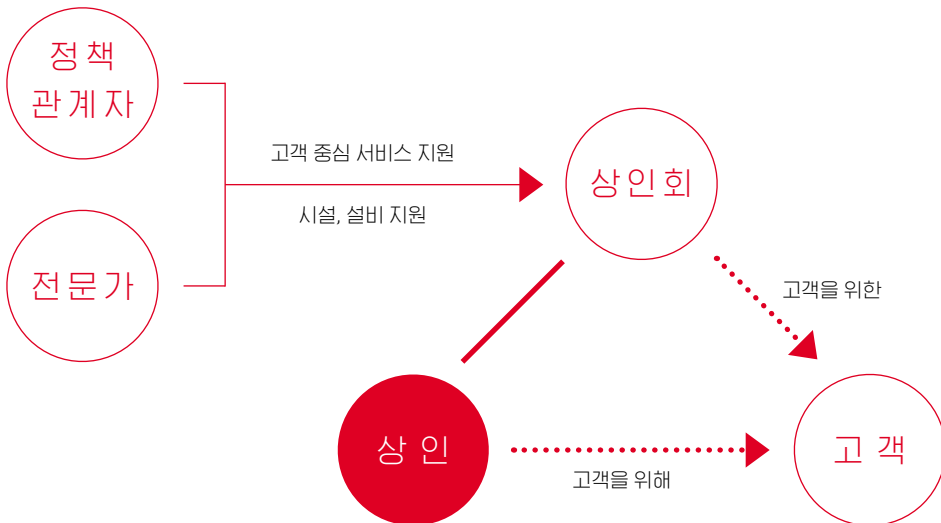 정책
관계자
고객 중심 서비스 지원
상인회
시설, 설비 지원
전문가
고객을 위한
상인
고객
고객을 위해